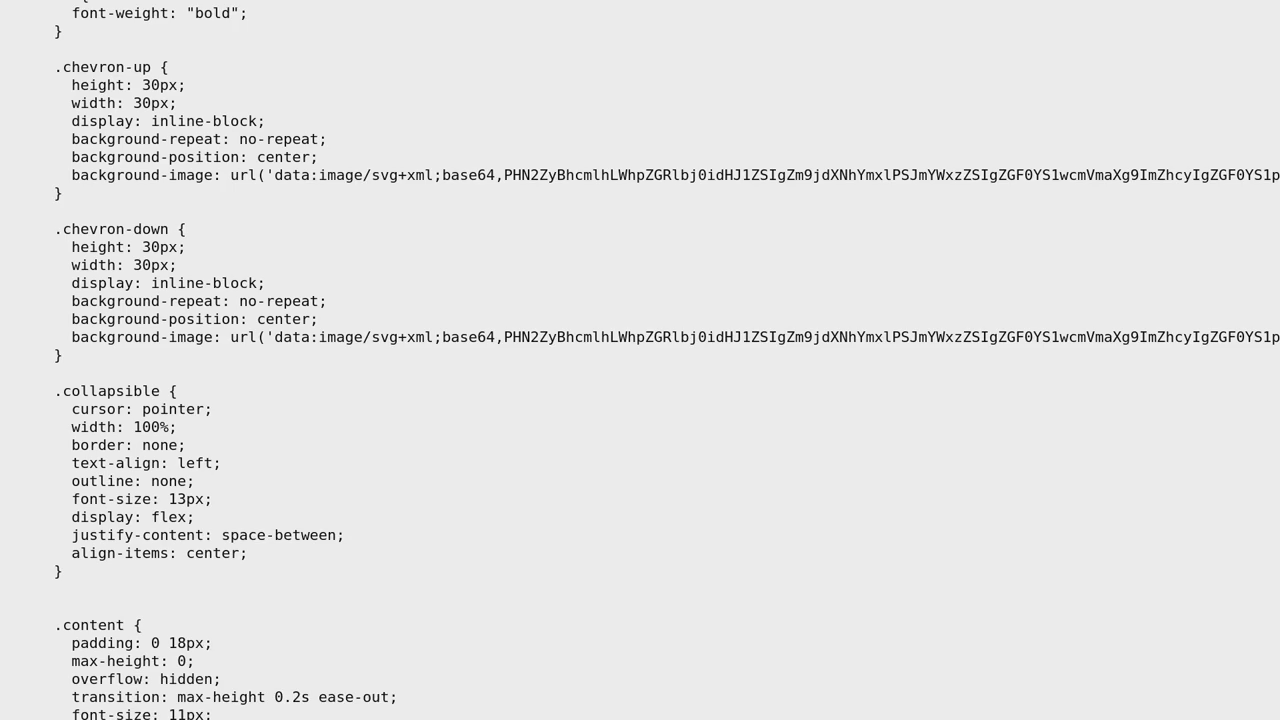 font-weight: "bold";
}
.chevron-up {
height: 30px;
width: 30px;
display: inline-block;
background-repeat: no-repeat;
background-position: center;
background-image: url('data:image/svg+xml;base64,PHN2ZyBhcmlhLWhpZGRlbj0idHJ1ZSIgZm9jdXNhYmxlPSJmYWxzZSIgZGF0YS1wcmVmaXg9ImZhcyIgZGF0YS1p
}
.chevron-down {
height: 30px;
width: 30px;
display: inline-block;
background-repeat: no-repeat;
background-position: center;
background-image: url('data:image/svg+xml;base64,PHN2ZyBhcmlhLWhpZGRlbj0idHJ1ZSIgZm9jdXNhYmxlPSJmYWxzZSIgZGF0YS1wcmVmaXg9ImZhcyIgZGF0YS1p
}
.collapsible {
cursor: pointer;
width: 100%;
border: none;
text-align: left;
outline: none;
font-size: 13px;
display: flex;
justify-content: space-between;
align-items: center;
}
.content {
padding: 0 18px;
max-height: 0;
overflow: hidden;
transition: max-height 0.2s ease-out;
font-size: 11px;